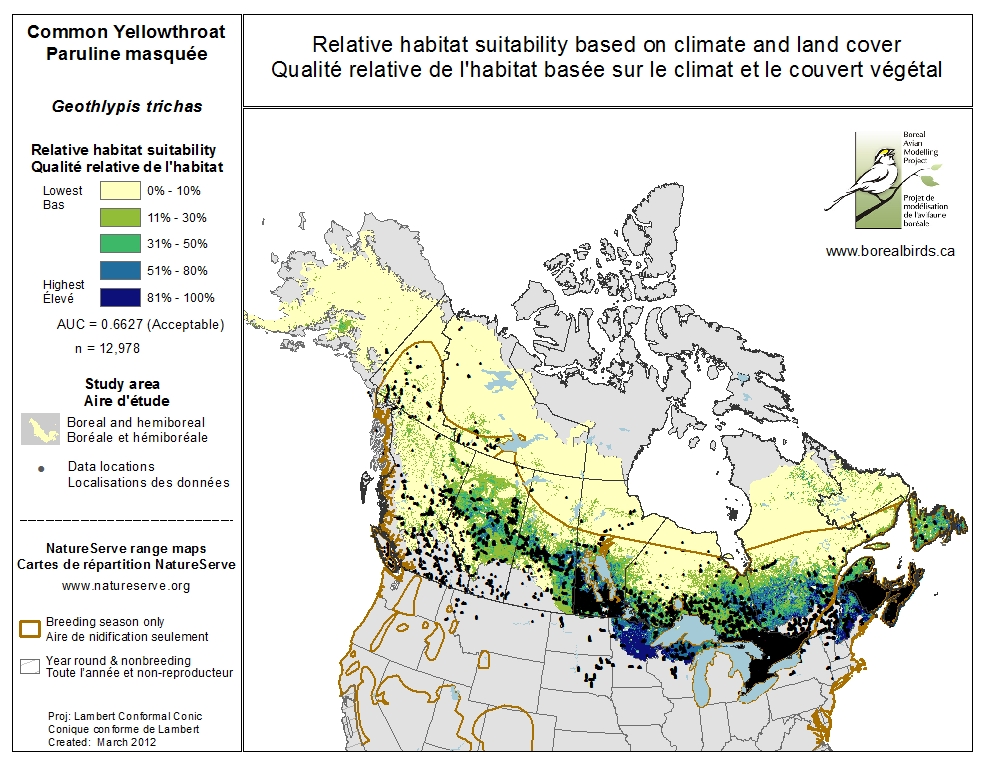 Common Yellowthroat
Paruline masquée
Geothlypis trichas
Relative habitat suitability
Qualité relative de l'habitat
Lowest
Bas
0% - 10%
11% - 30%
31% - 50%
51% - 80%
Highest
Élevé
81% - 100%
AUC = 0.6627 (Acceptable)
n = 12,978
Study area
Aire d'étude
Boreal and hemiboreal
Boréale et hémiboréale
Data locations
Localisations des données
NatureServe range maps
Cartes de répartition NatureServe
www.natureserve.org
Breeding season only
Aire de nidification seulement
Year round & nonbreeding
Toute l'année et non-reproducteur
Proj: Lambert Conformal Conic
Conique conforme de Lambert
Created: March 2012
Relative habitat suitability based on climate and land cover
Qualité relative de l'habitat basée sur le climat et le couvert végétal
Boreal
Avian
Modelling
Project
Projet de
modélisation
de l'avifaune
boréale
www.borealbirds.ca